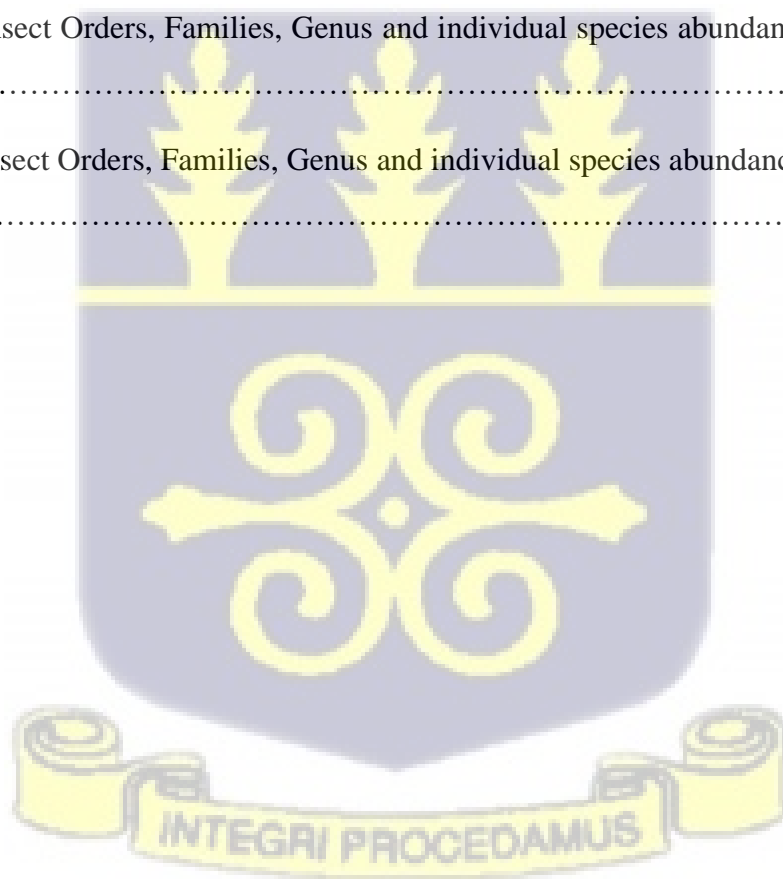 sect Orders, Families, Genus and individual species abundan
................................................................................
sect Orders, Families, Genus and individual species abundanc
................................................................................
INTEGRI PROCEDAMUS